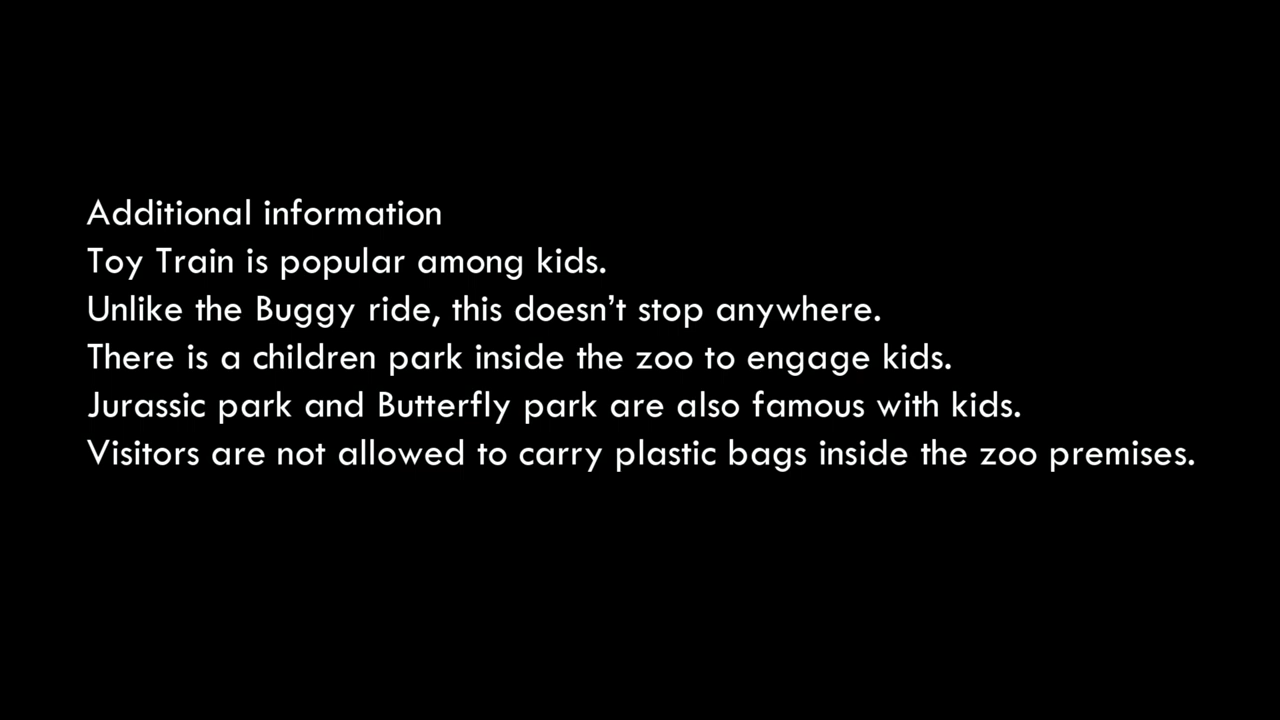 Additional information
Toy Train is popular among kids.
Unlike the Buggy ride, this doesn’t stop anywhere.
There is a children park inside the zoo to engage kids.
Jurassic park and Butterfly park are also famous with kids.
Visitors are not allowed to carry plastic bags inside the zoo premises.